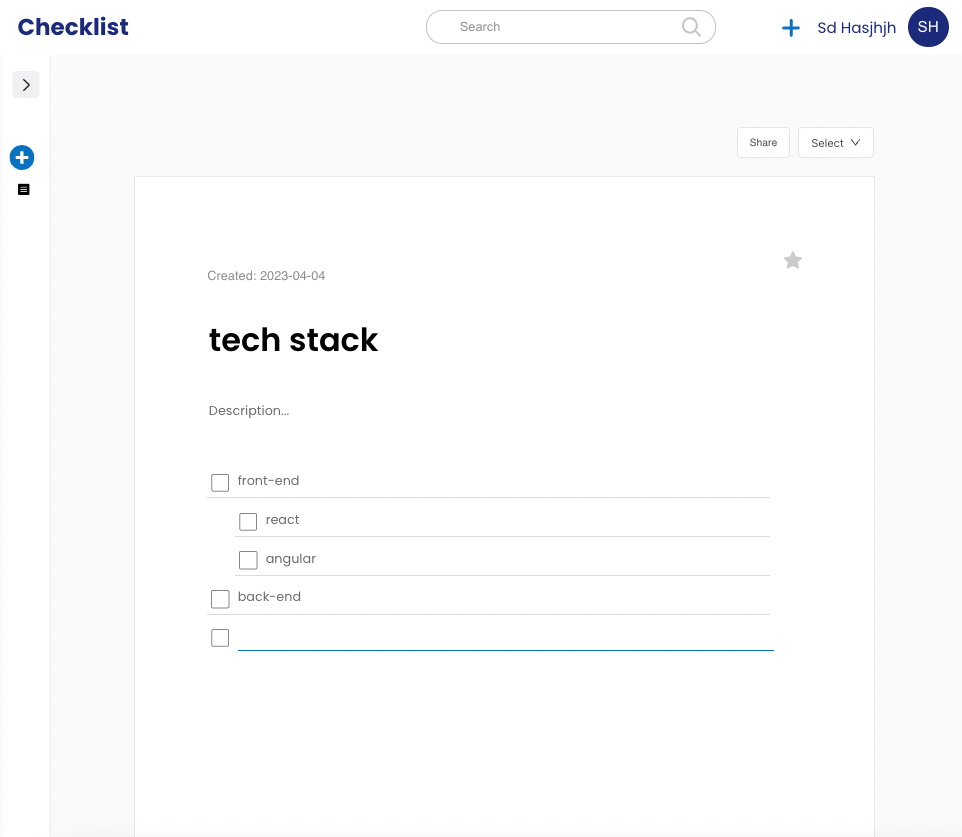 Checklist
Search
Sd Hasjhjh
SH
Share
Select
Created: 2023-04-04
tech stack
Description...
front-end
react
angular
back-end